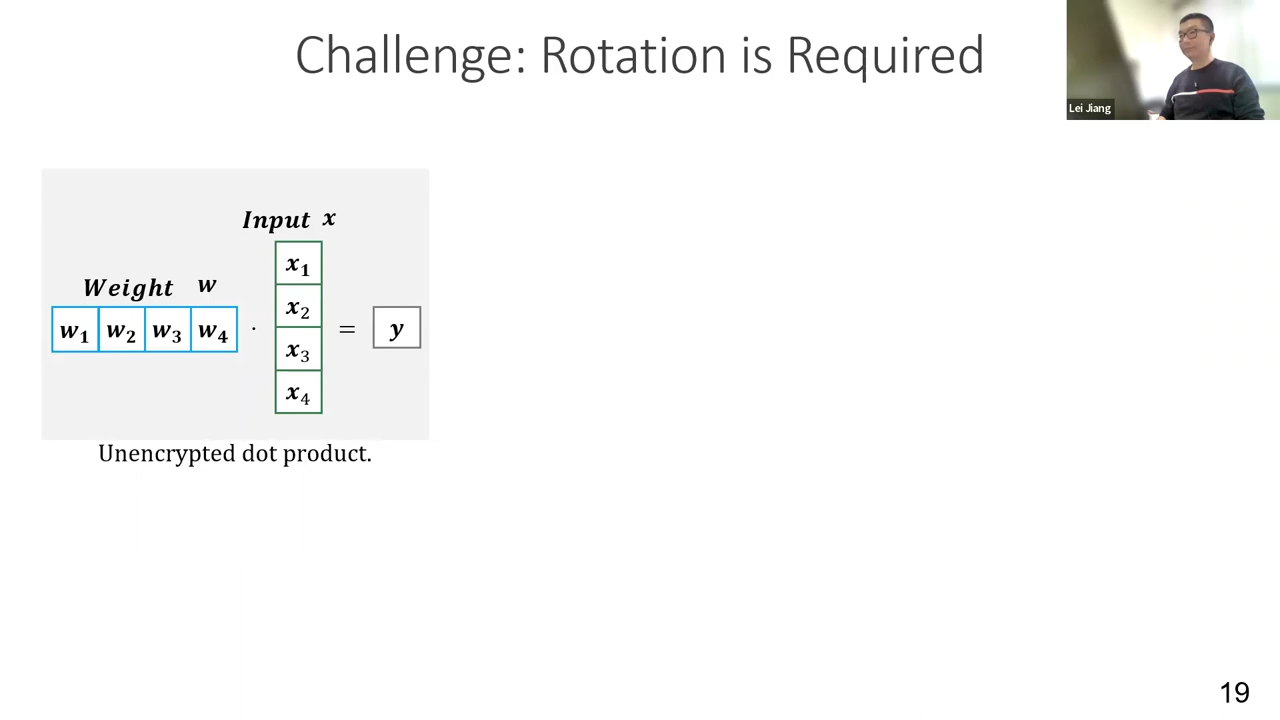 Challenge: Rotation is Required
Lei Jiang
Input x
Weight w
w1 w2 w3 w4 · x1 x2 x3 x4 = y
Unencrypted dot product.
19